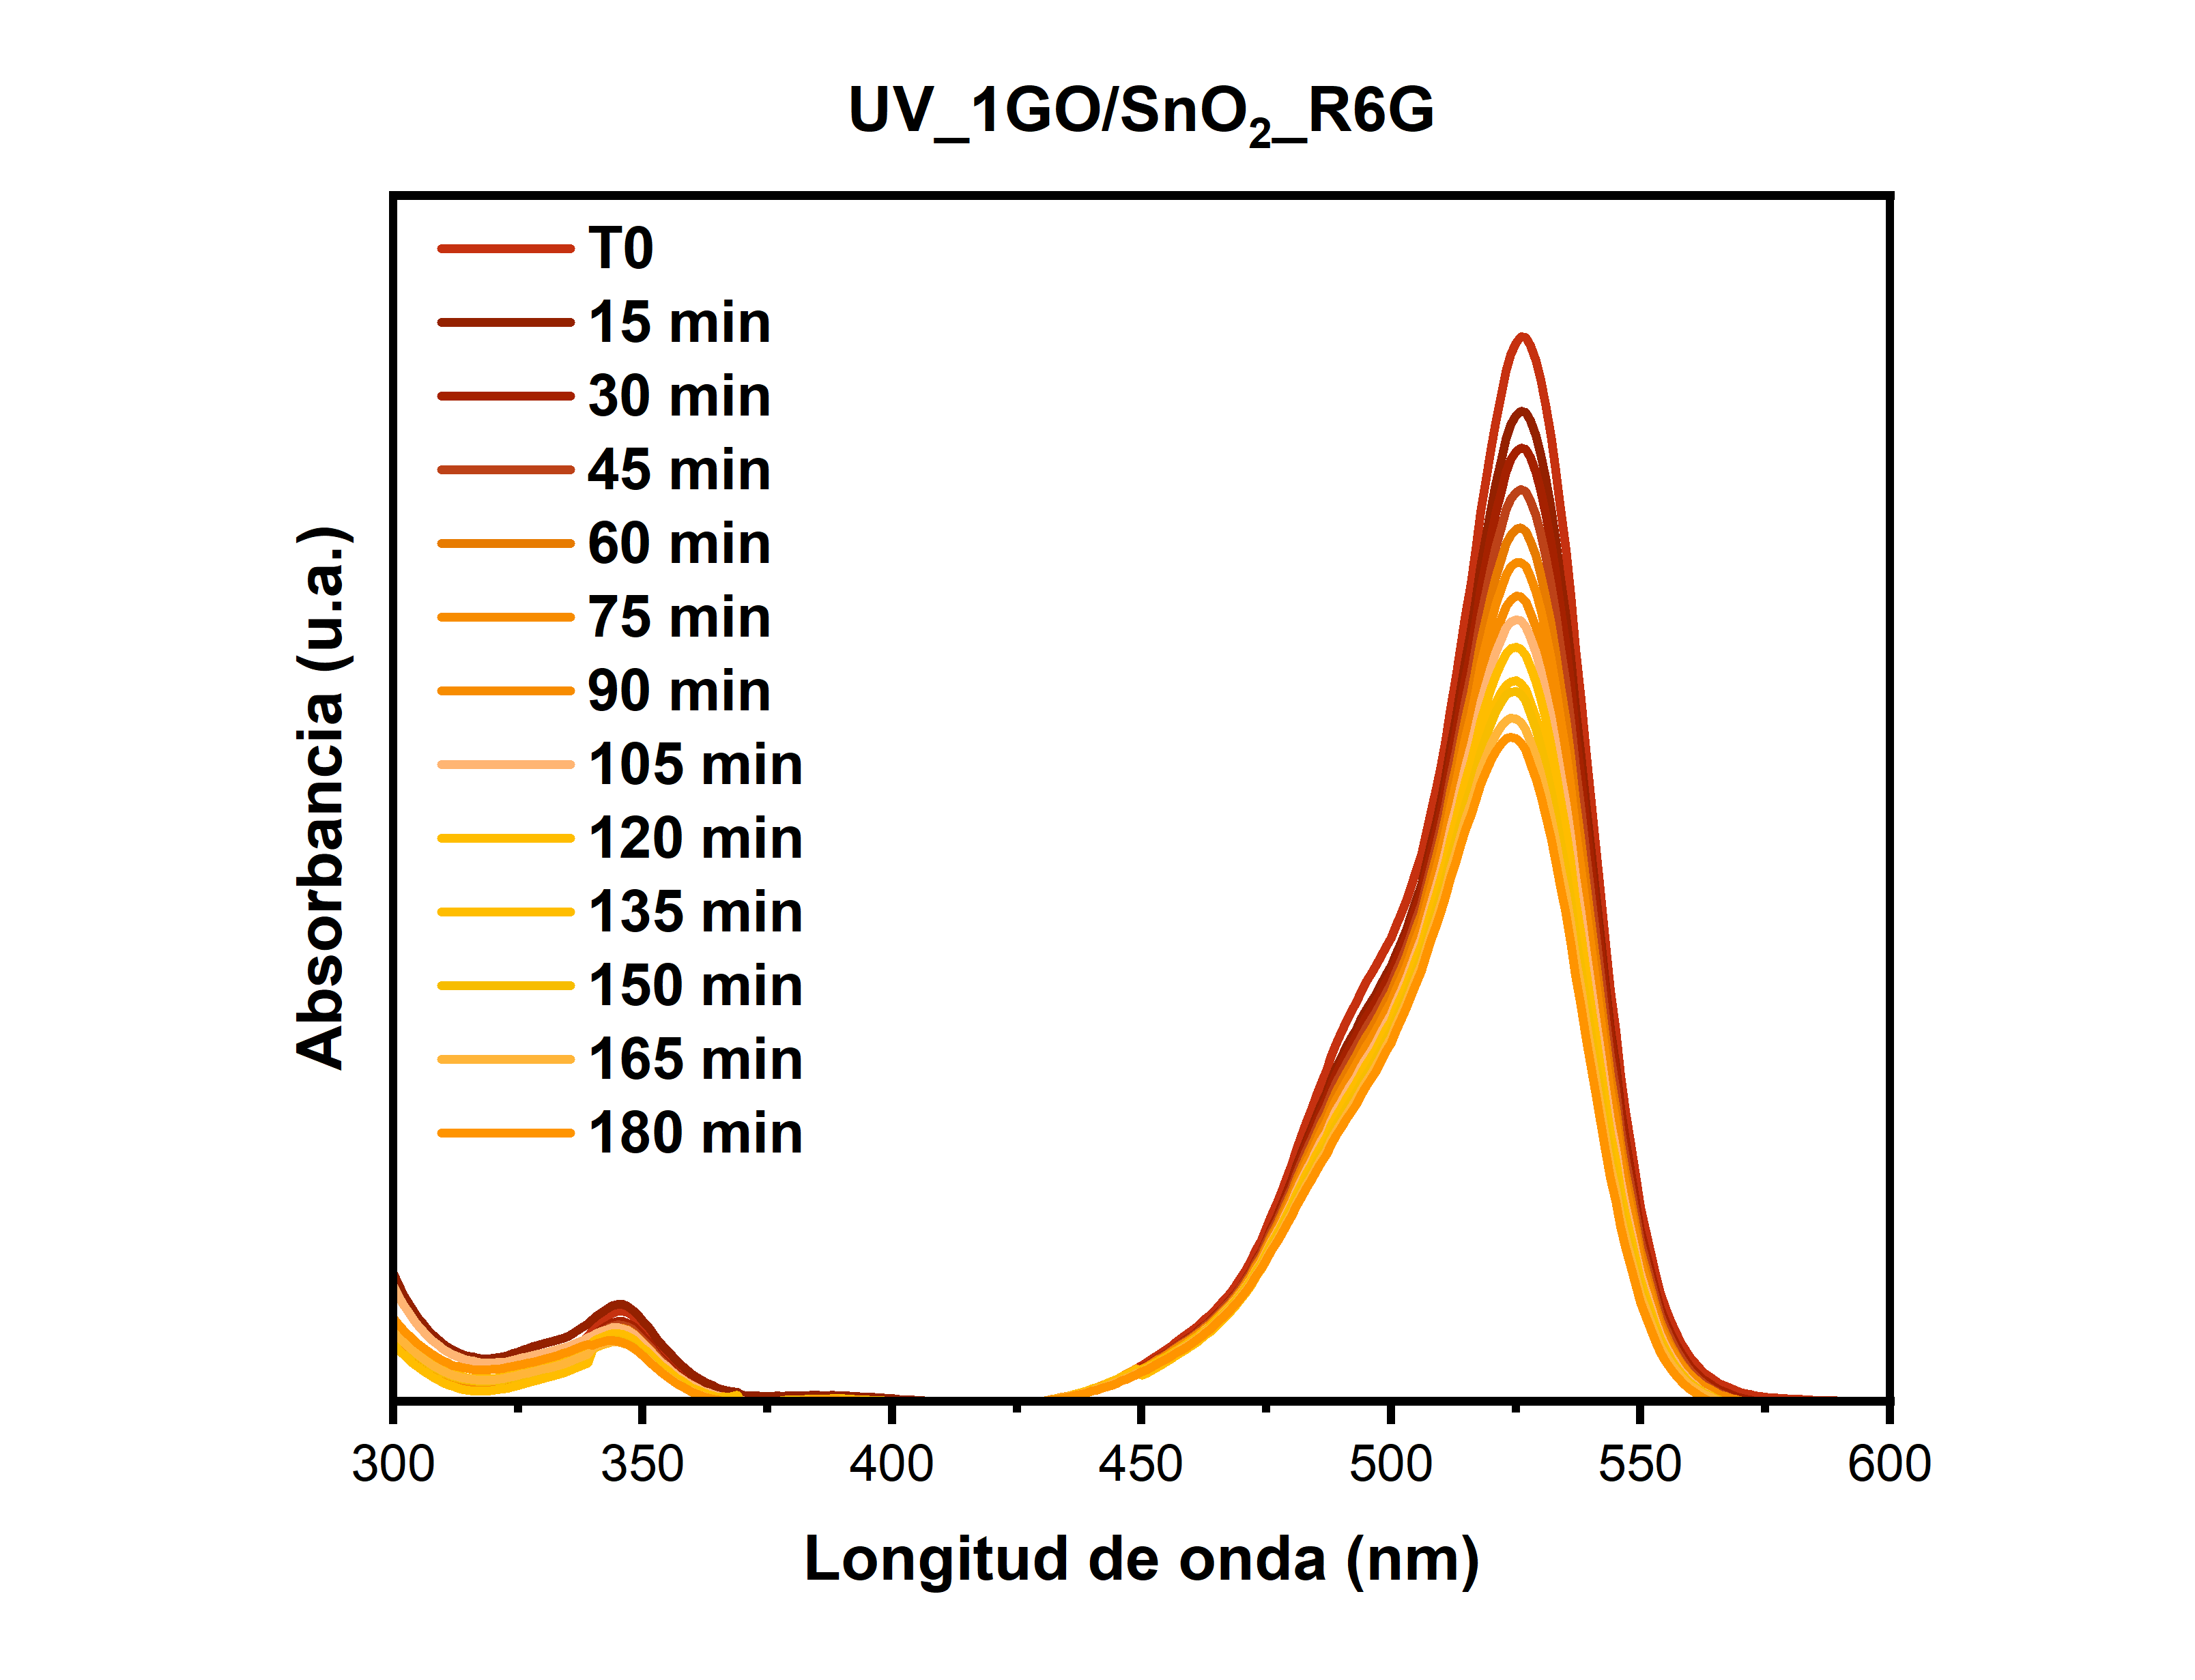 UV_1GO/SnO₂_R6G
T0
15 min
30 min
45 min
60 min
75 min
90 min
105 min
120 min
135 min
150 min
165 min
180 min
Absorbancia (u.a.)
300 350 400 450 500 550 600
Longitud de onda (nm)